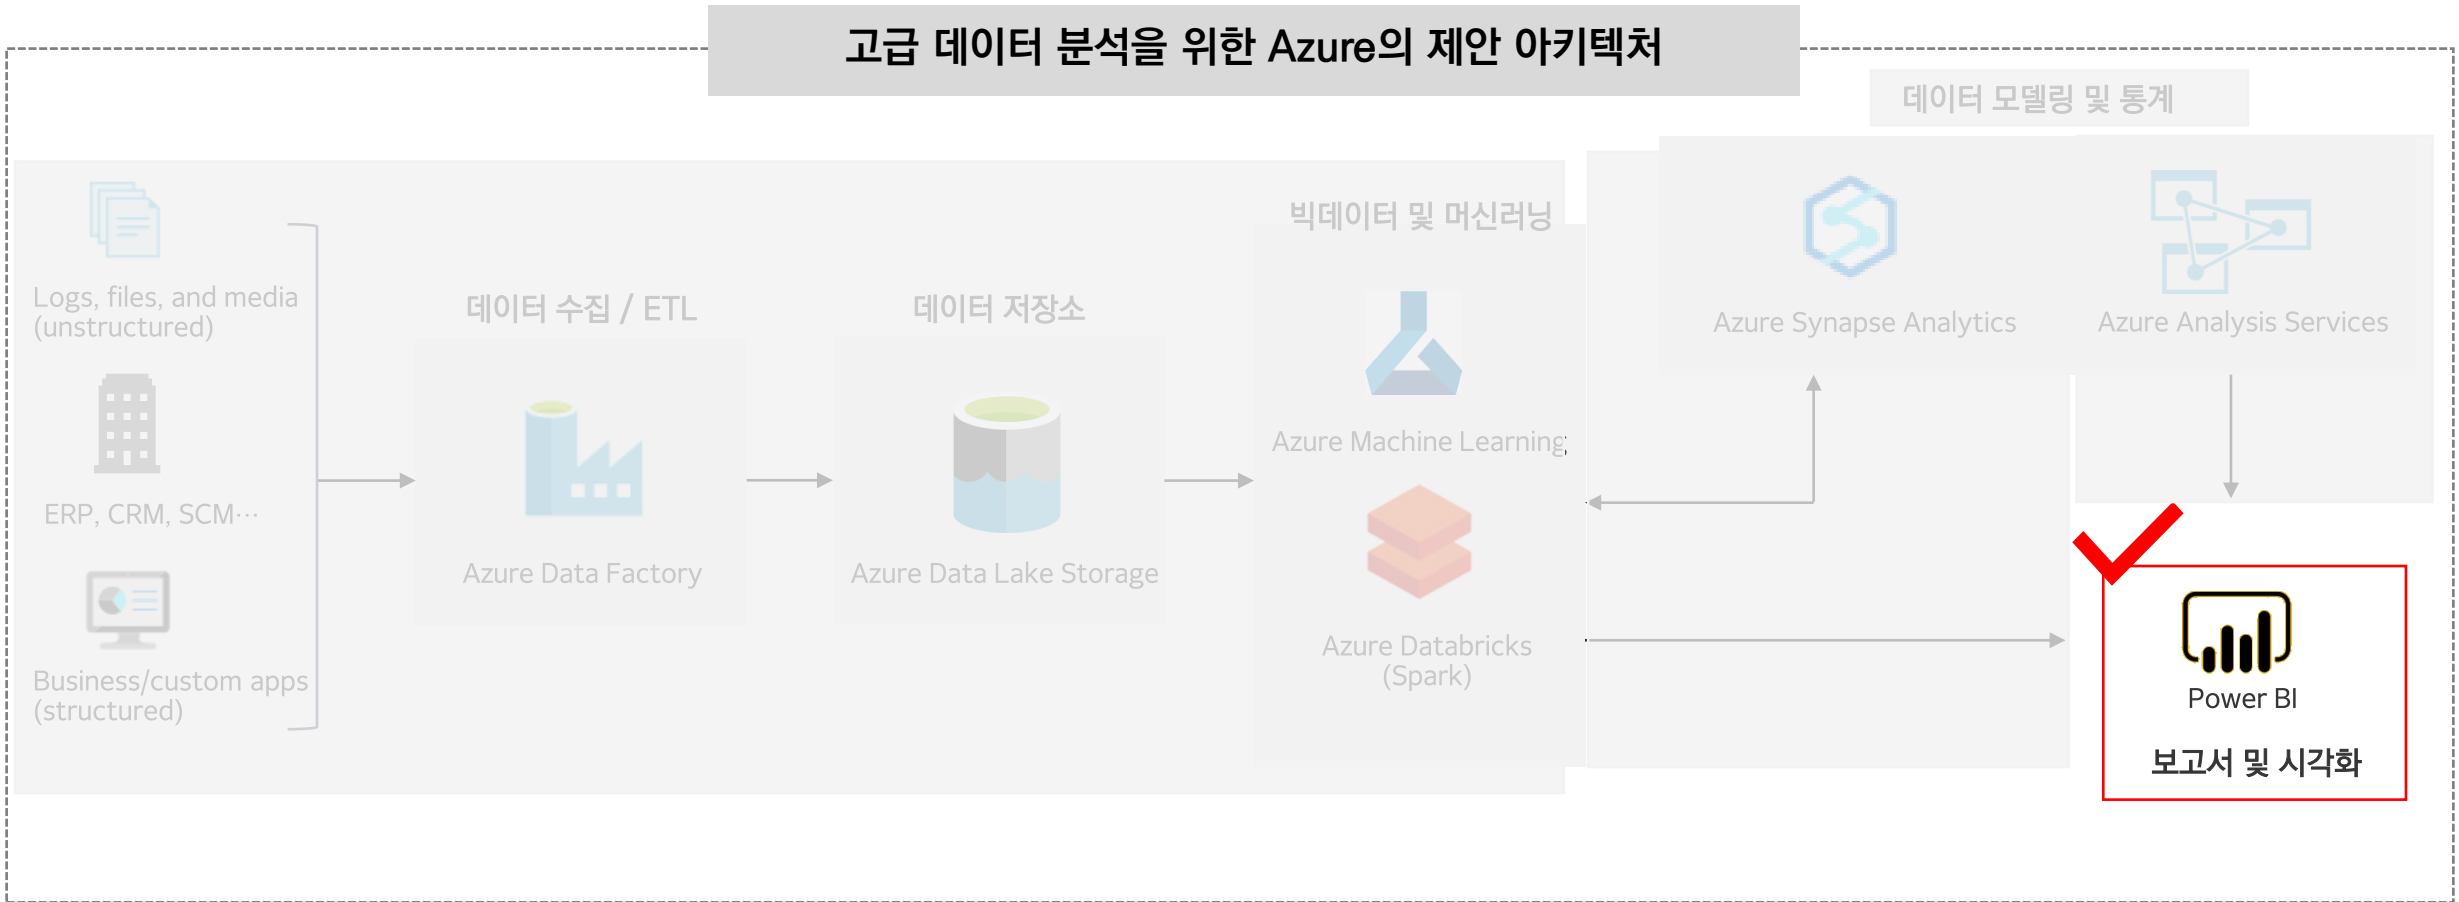 고급 데이터 분석을 위한 Azure의 제안 아키텍처
데이터 모델링 및 통계
빅데이터 및 머신러닝
Logs, files, and media
(unstructured)
데이터 수집 / ETL
데이터 저장소
Azure Synapse Analytics
Azure Analysis Services
Azure Machine Learning
ERP, CRM, SCM…
Azure Data Factory
Azure Data Lake Storage
Azure Databricks
(Spark)
Business/custom apps
(structured)
Power BI
보고서 및 시각화